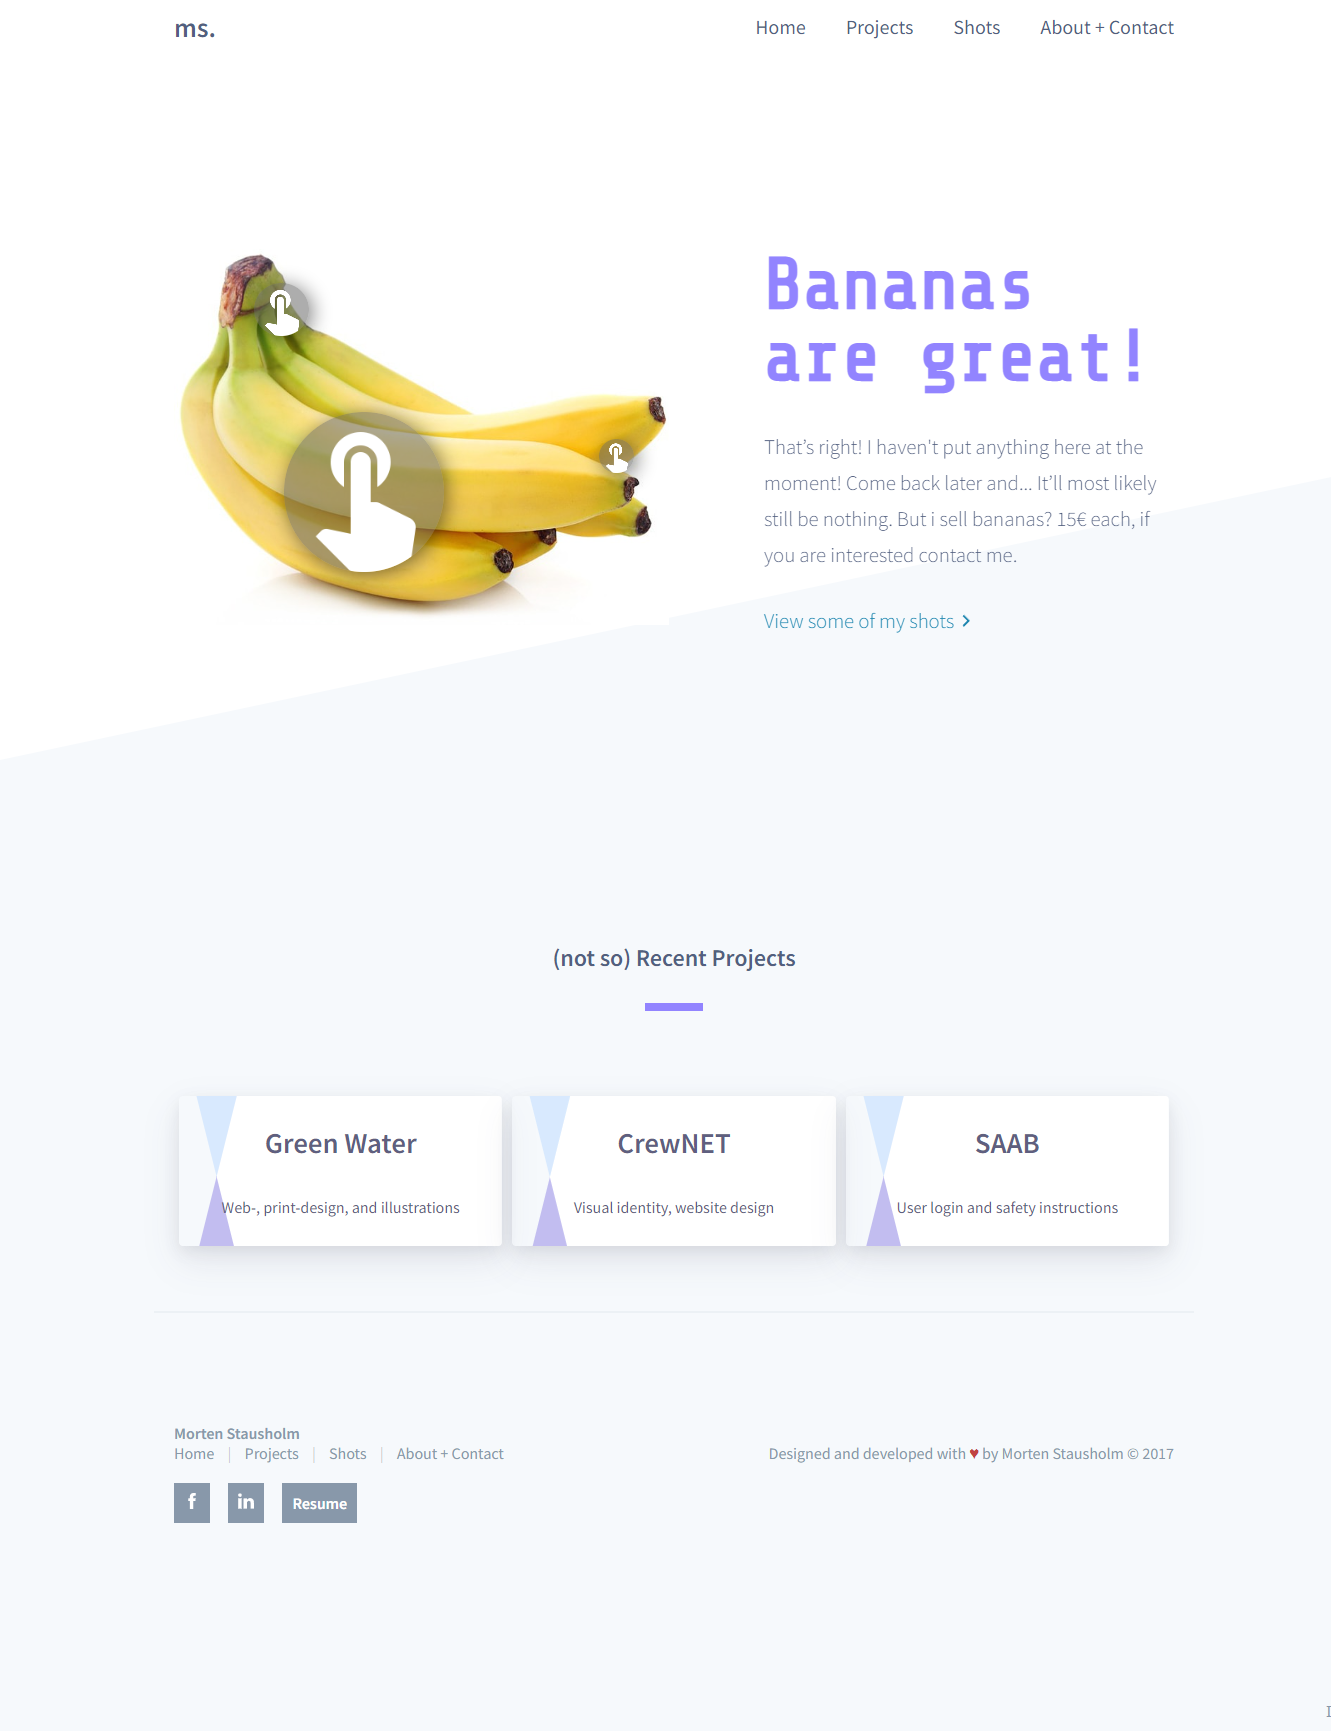 ms.
Home Projects Shots About + Contact
Bananas
are great!
That’s right! I haven't put anything here at the
moment! Come back later and... It’ll most likely
still be nothing. But i sell bananas? 15€ each, if
you are interested contact me.
View some of my shots
(not so) Recent Projects
Green Water
Web-, print-design, and illustrations
CrewNET
Visual identity, website design
SAAB
User login and safety instructions
Morten Stausholm
Home | Projects | Shots | About + Contact
Designed and developed with ♥ by Morten Stausholm © 2017
f in Resume